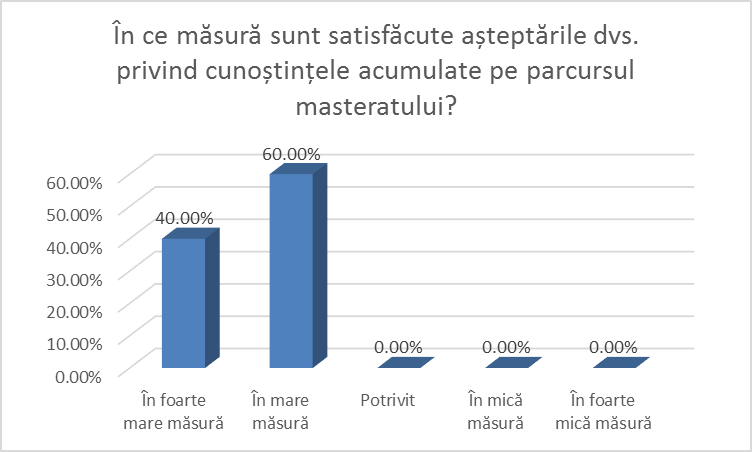 În ce măsură sunt satisfăcute așteptările dvs.
privind cunoștințele acumulate pe parcursul
masteratului?
60.00%
60.00%
50.00%
40.00%
40.00%
30.00%
20.00%
10.00%
0.00%
0.00%
0.00%
0.00%
În foarte
mare măsură
În mare
măsură
Potrivit
În mică
măsură
În foarte
mică măsură